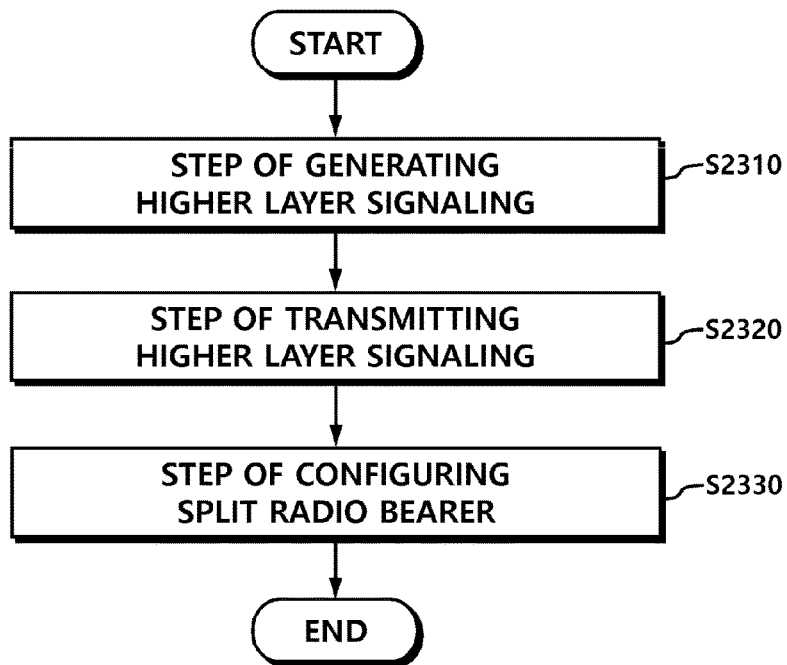 START
STEP OF GENERATING
HIGHER LAYER SIGNALING
S2310
STEP OF TRANSMITTING
HIGHER LAYER SIGNALING
S2320
STEP OF CONFIGURING
SPLIT RADIO BEARER
S2330
END